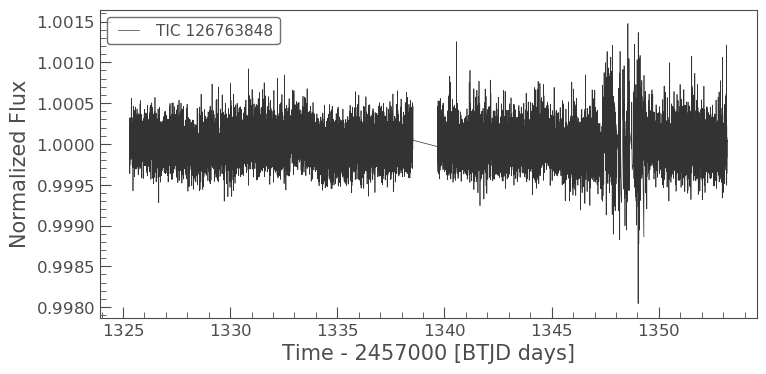 TIC 126763848
1.0015
1.0010
1.0005
1.0000
0.9995
0.9990
0.9985
0.9980
Normalized Flux
1325 1330 1335 1340 1345 1350
Time - 2457000 [BTJD days]